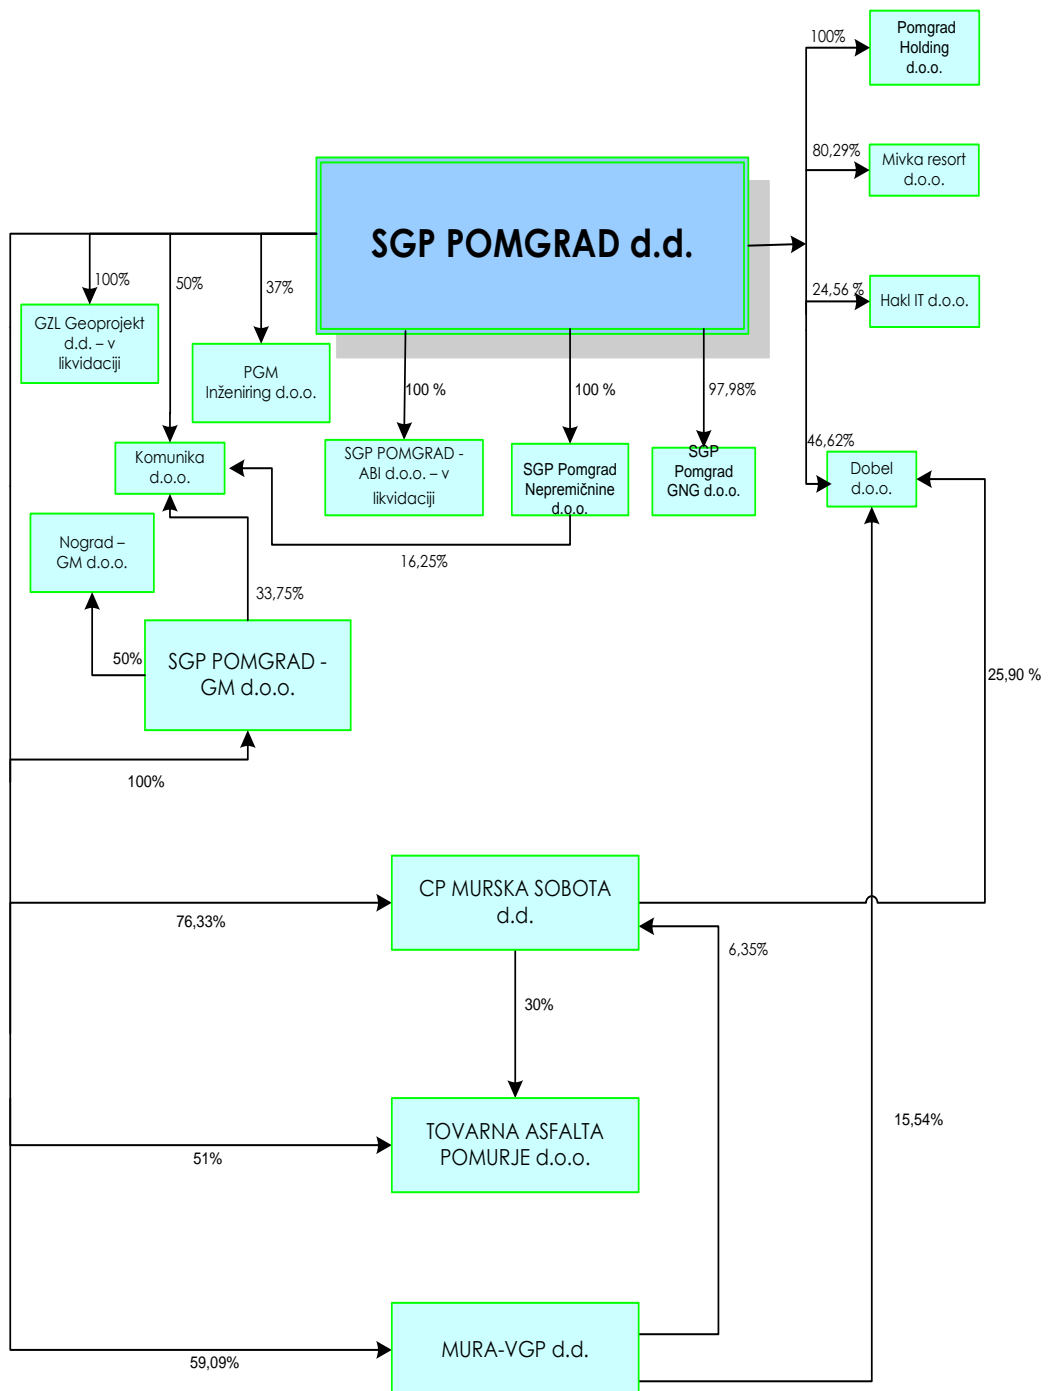 Pomgrad
Holding
d.o.o.
100%
Mivka resort
d.o.o.
80,29%
SGP POMGRAD d.d.
100%
50%
37%
24,56 %
Hakl IT d.o.o.
GZL Geoprojekt
d.d. – v
likvidaciji
PGM
Inženiring d.o.o.
100 %
100 %
97,98%
46,62%
Komunika
d.o.o.
SGP POMGRAD -
ABI d.o.o. – v
likvidaciji
SGP Pomgrad
Nepremičnine
d.o.o.
SGP
Pomgrad
GNG d.o.o.
Dobel
d.o.o.
Nograd –
GM d.o.o.
16,25%
33,75%
50%
SGP POMGRAD -
GM d.o.o.
25,90 %
100%
CP MURSKA SOBOTA
d.d.
76,33%
6,35%
30%
TOVARNA ASFALTA
POMURJE d.o.o.
51%
15,54%
MURA-VGP d.d.
59,09%